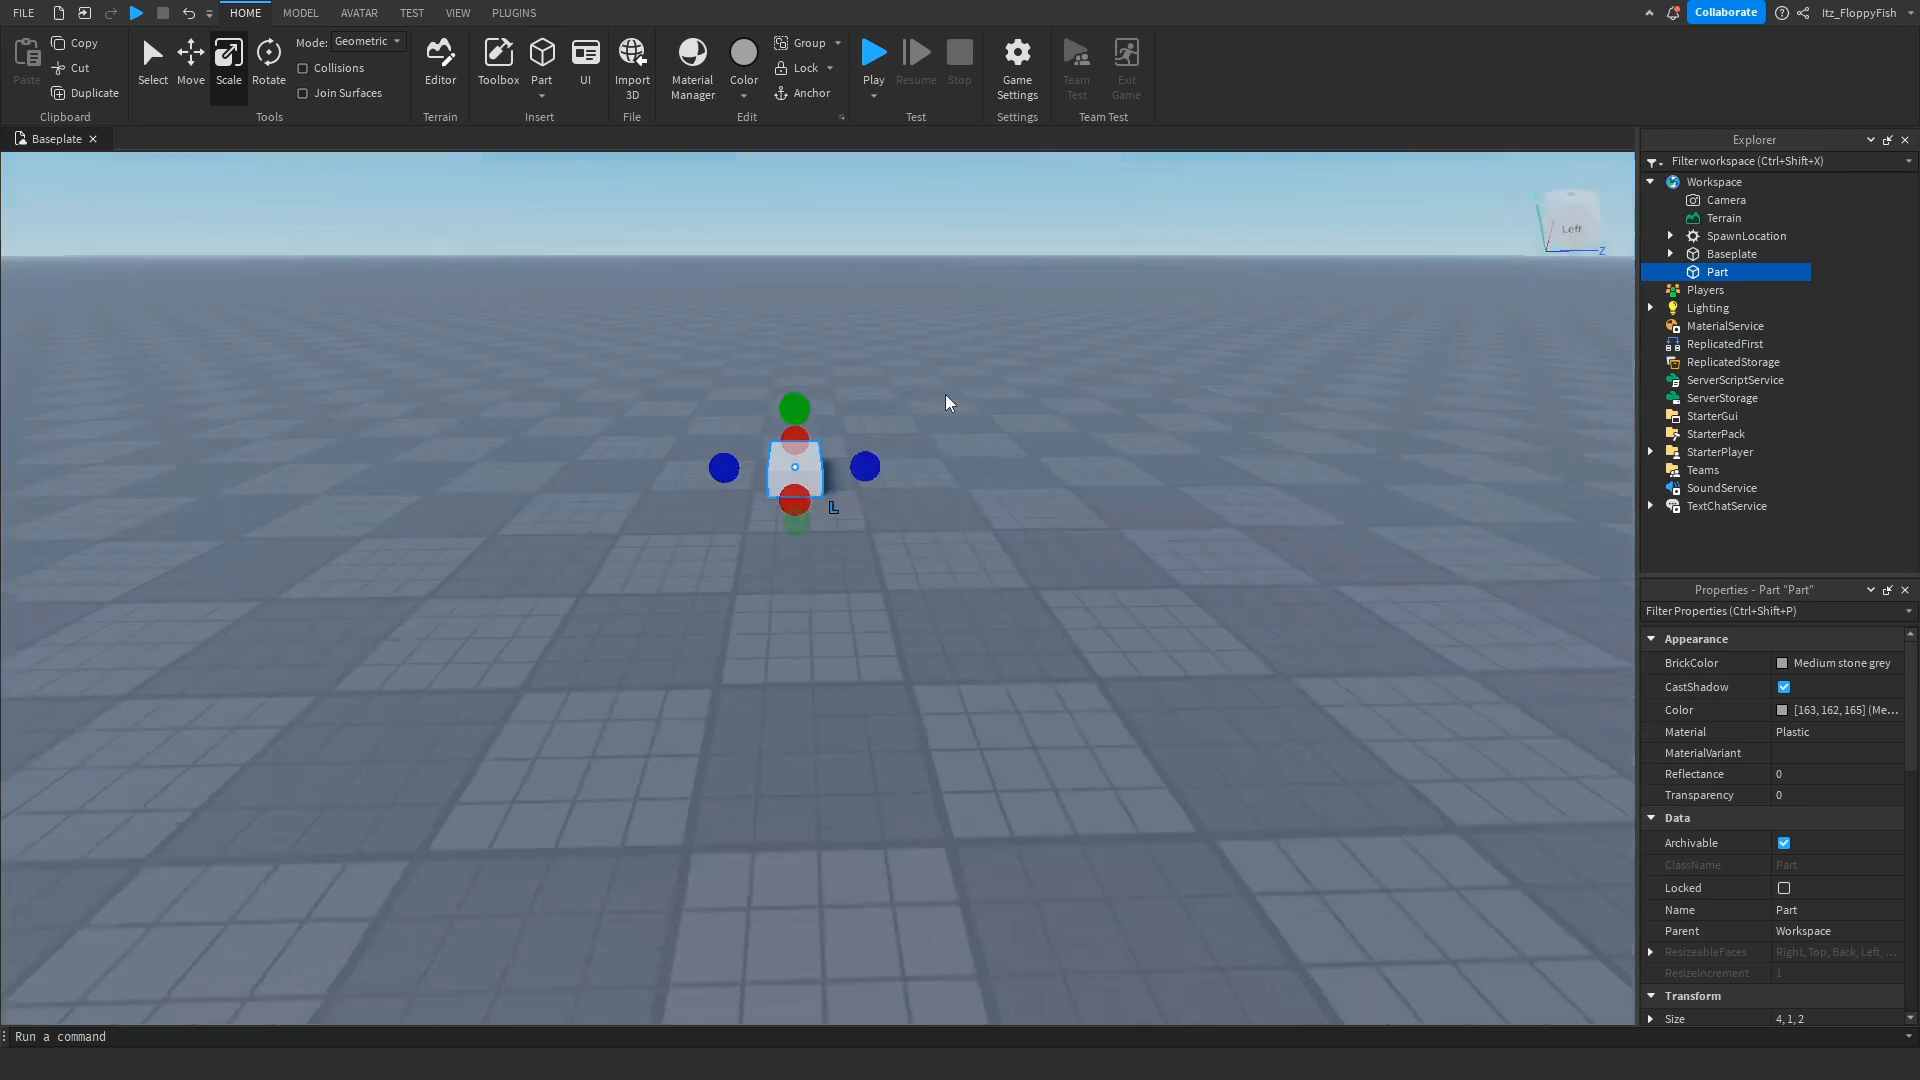 FILE HOME MODEL AVATAR TEST VIEW PLUGINS Collaborate Itz_FloppyFish
Paste Copy Cut Duplicate
Clipboard
Select Move Scale Rotate Mode: Geometric
Collisions
Join Surfaces
Tools
Editor
Terrain
Toolbox Part UI
Insert
Import 3D
File
Material Manager Color Group Lock Anchor
Edit
Play Resume Stop
Test
Game Settings
Settings
Team Test Exit Game
Team Test
Baseplate
Left
Z
L
Explorer
Filter workspace (Ctrl+Shift+X)
Workspace
Camera
Terrain
SpawnLocation
Baseplate
Part
Players
Lighting
MaterialService
ReplicatedFirst
ReplicatedStorage
ServerScriptService
ServerStorage
StarterGui
StarterPack
StarterPlayer
Teams
SoundService
TextChatService
Properties - Part "Part"
Filter Properties (Ctrl+Shift+P)
Appearance
BrickColor Medium stone grey
CastShadow
Color [163, 162, 165] (Me...
Material Plastic
MaterialVariant
Reflectance 0
Transparency 0
Data
Archivable
ClassName Part
Locked
Name Part
Parent Workspace
ResizeableFaces Right, Top, Back, Left, ...
ResizeIncrement 1
Transform
Size 4, 1, 2
Run a command